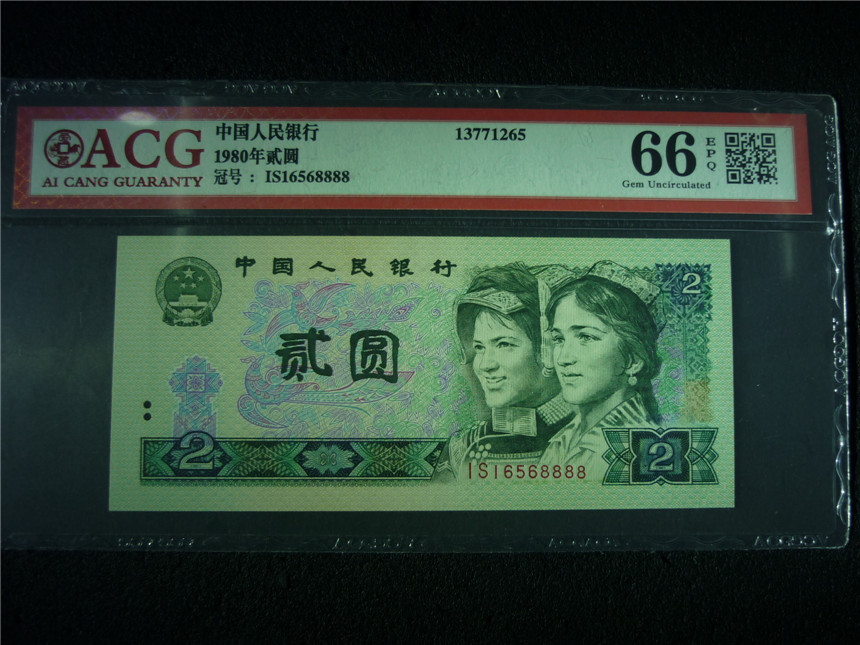 ACG
AI CANG GUARANTY
中国人民银行
1980年贰圆
冠号： IS16568888
13771265
66
EPQ
Gem Uncirculated
中国人民银行
2
贰圆
2
2
IS16568888
ACGBOX